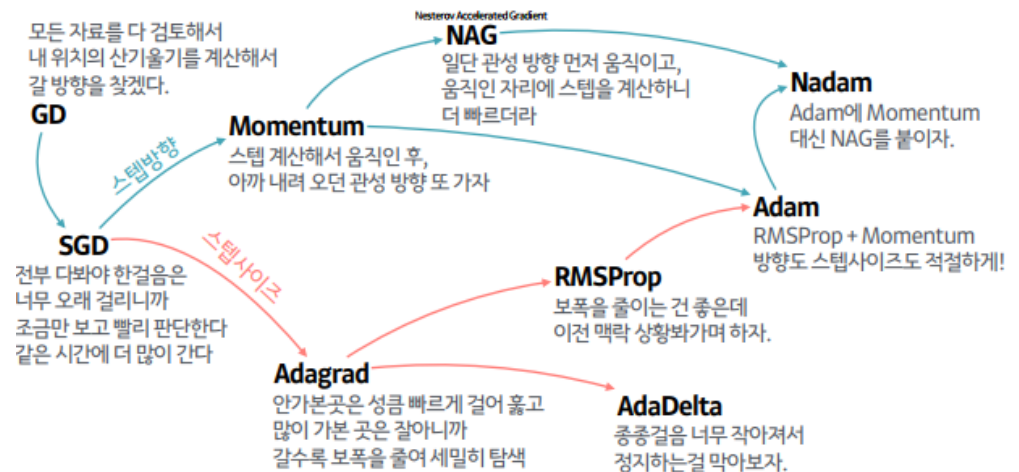 모든 자료를 다 검토해서
내 위치의 산기울기를 계산해서
갈 방향을 찾겠다.
GD
스텝방향
Nesterov Accelerated Gradient
NAG
일단 관성 방향 먼저 움직이고,
움직인 자리에 스텝을 계산하니
더 빠르더라
Nadam
Adam에 Momentum
대신 NAG를 붙이자.
Momentum
스텝 계산해서 움직인 후,
아까 내려 오던 관성 방향 또 가자
Adam
RMSProp + Momentum
방향도 스텝사이즈도 적절하게!
SGD
전부 다봐야 한걸음은
너무 오래 걸리니까
조금만 보고 빨리 판단한다
같은 시간에 더 많이 간다
스텝사이즈
RMSProp
보폭을 줄이는 건 좋은데
이전 맥락 상황봐가며 하자.
Adagrad
안가본곳은 성큼 빠르게 걸어 훑고
많이 가본 곳은 잘아니까
갈수록 보폭을 줄여 세밀히 탐색
AdaDelta
종종걸음 너무 작아져서
정지하는걸 막아보자.